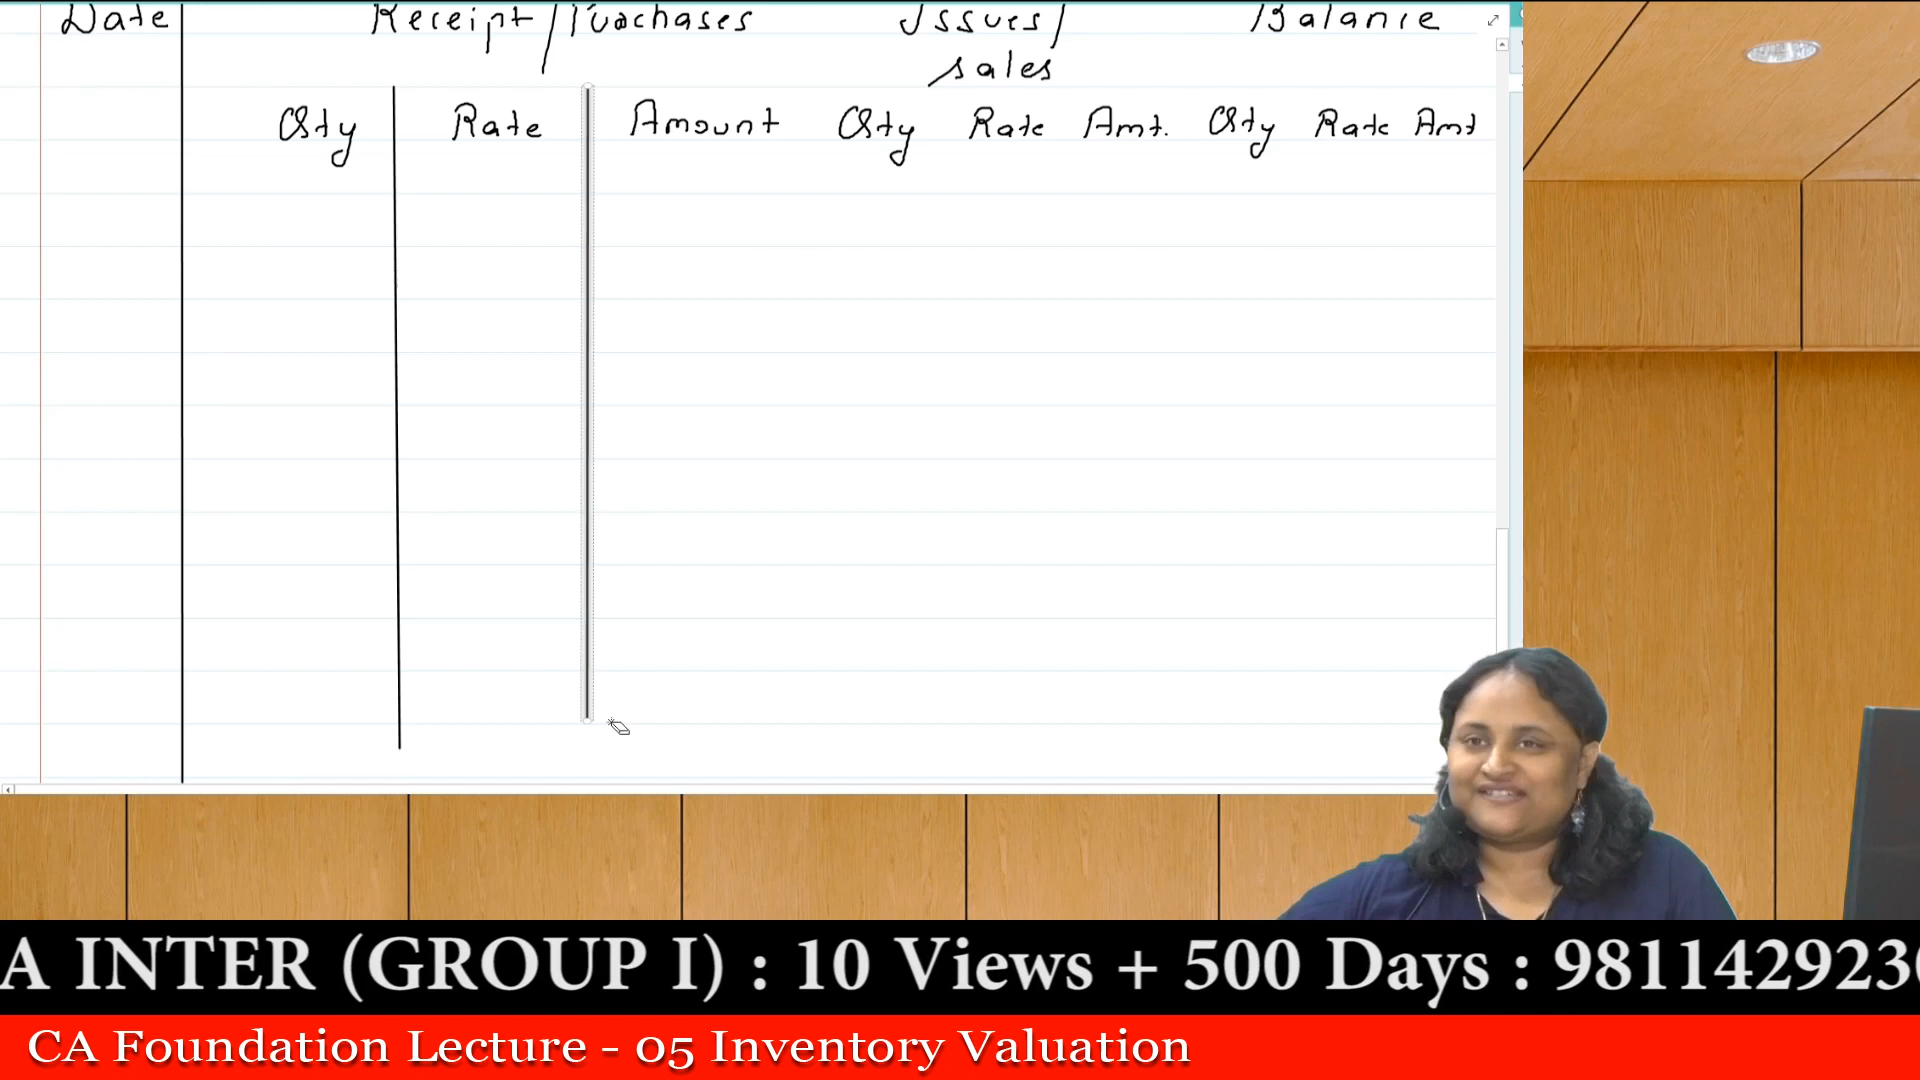 Date Receipt/Purchases Issues/ Balance
sales
Qty Rate Amount Qty Rate Amt. Qty Rate Amt
A INTER (GROUP I) : 10 Views + 500 Days : 981142923
CA Foundation Lecture - 05 Inventory Valuation